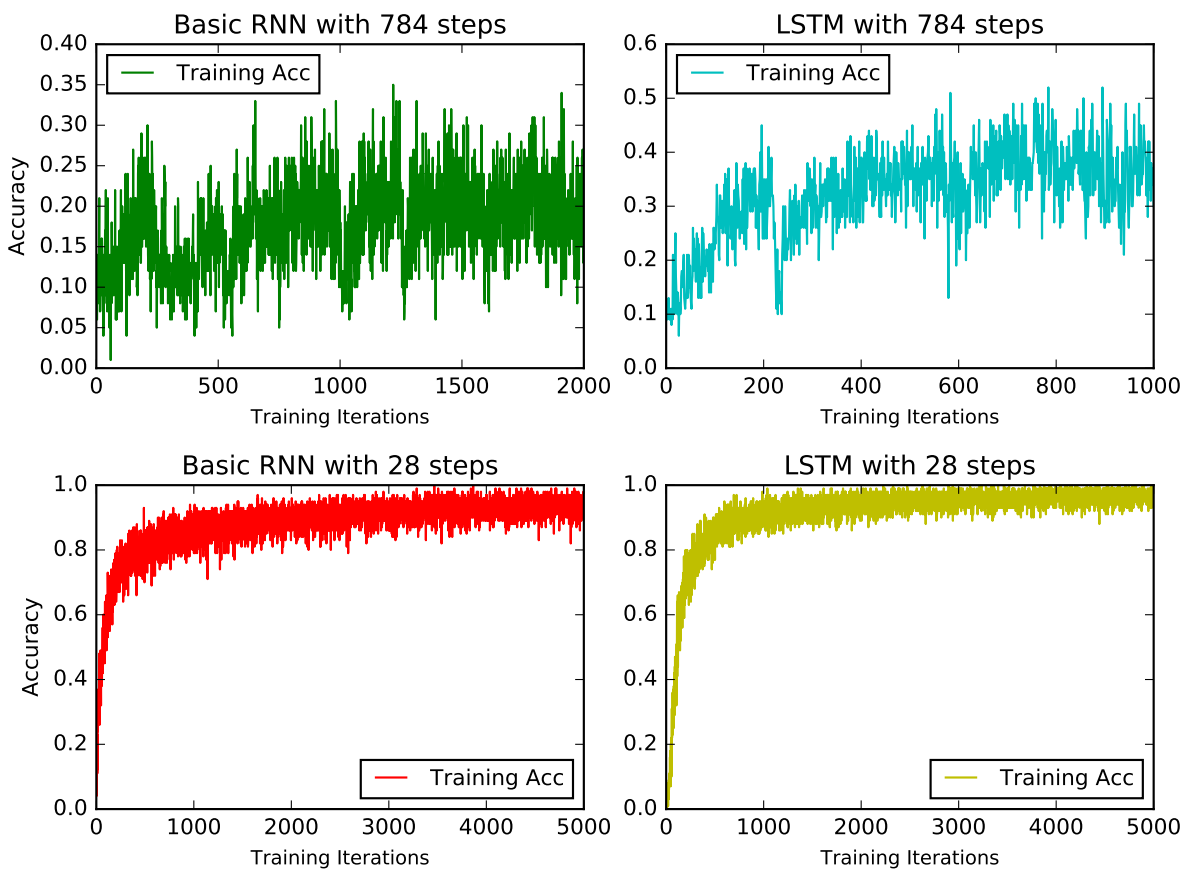 Basic RNN with 784 steps
0.40
0.35
0.30
0.25
0.20
0.15
0.10
0.05
0.00
Accuracy
Training Acc
0 500 1000 1500 2000
Training Iterations
LSTM with 784 steps
0.6
0.5
0.4
0.3
0.2
0.1
0.0
Training Acc
0 200 400 600 800 1000
Training Iterations
Basic RNN with 28 steps
1.0
0.8
0.6
0.4
0.2
0.0
Accuracy
Training Acc
0 1000 2000 3000 4000 5000
Training Iterations
LSTM with 28 steps
1.0
0.8
0.6
0.4
0.2
0.0
Training Acc
0 1000 2000 3000 4000 5000
Training Iterations